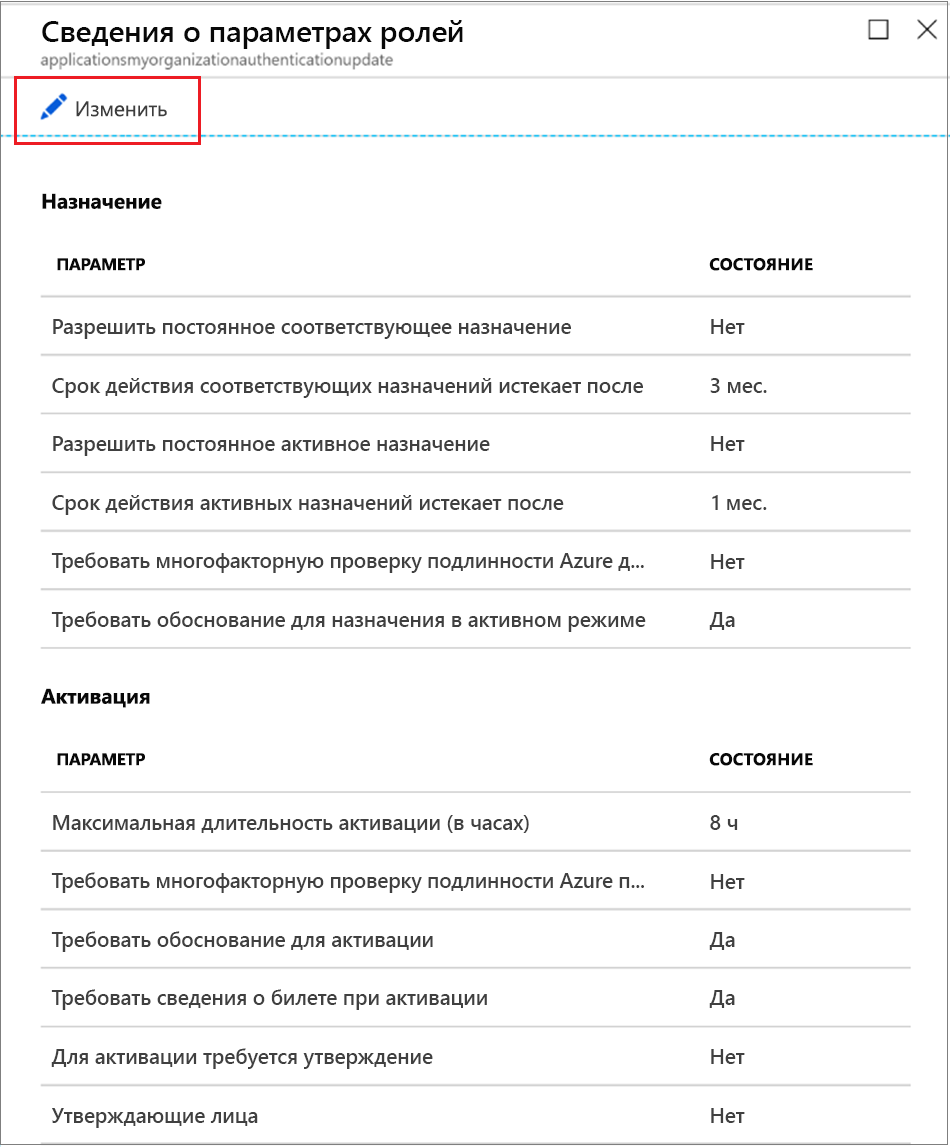 Сведения о параметрах ролей
applicationsmyorganizationauthenticationupdate
Изменить
Назначение
ПАРАМЕТР СОСТОЯНИЕ
Разрешить постоянное соответствующее назначение Нет
Срок действия соответствующих назначений истекает после 3 мес.
Разрешить постоянное активное назначение Нет
Срок действия активных назначений истекает после 1 мес.
Требовать многофакторную проверку подлинности Azure д... Нет
Требовать обоснование для назначения в активном режиме Да
Активация
ПАРАМЕТР СОСТОЯНИЕ
Максимальная длительность активации (в часах) 8 ч
Требовать многофакторную проверку подлинности Azure п... Нет
Требовать обоснование для активации Да
Требовать сведения о билете при активации Да
Для активации требуется утверждение Нет
Утверждающие лица Нет